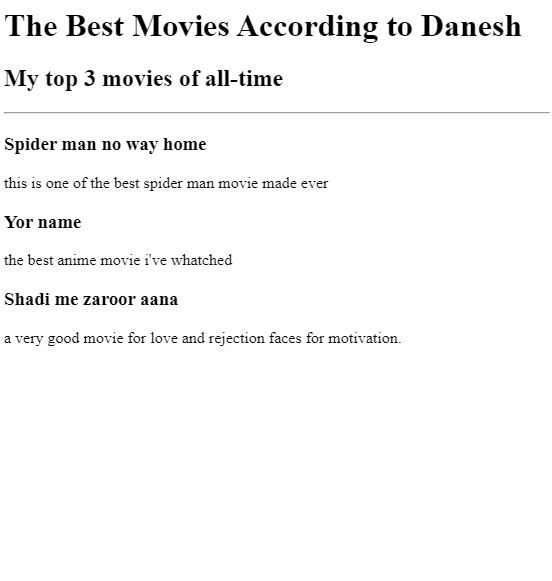 The Best Movies According to Danesh
My top 3 movies of all-time
Spider man no way home
this is one of the best spider man movie made ever
Yor name
the best anime movie i've whatched
Shadi me zaroor aana
a very good movie for love and rejection faces for motivation.